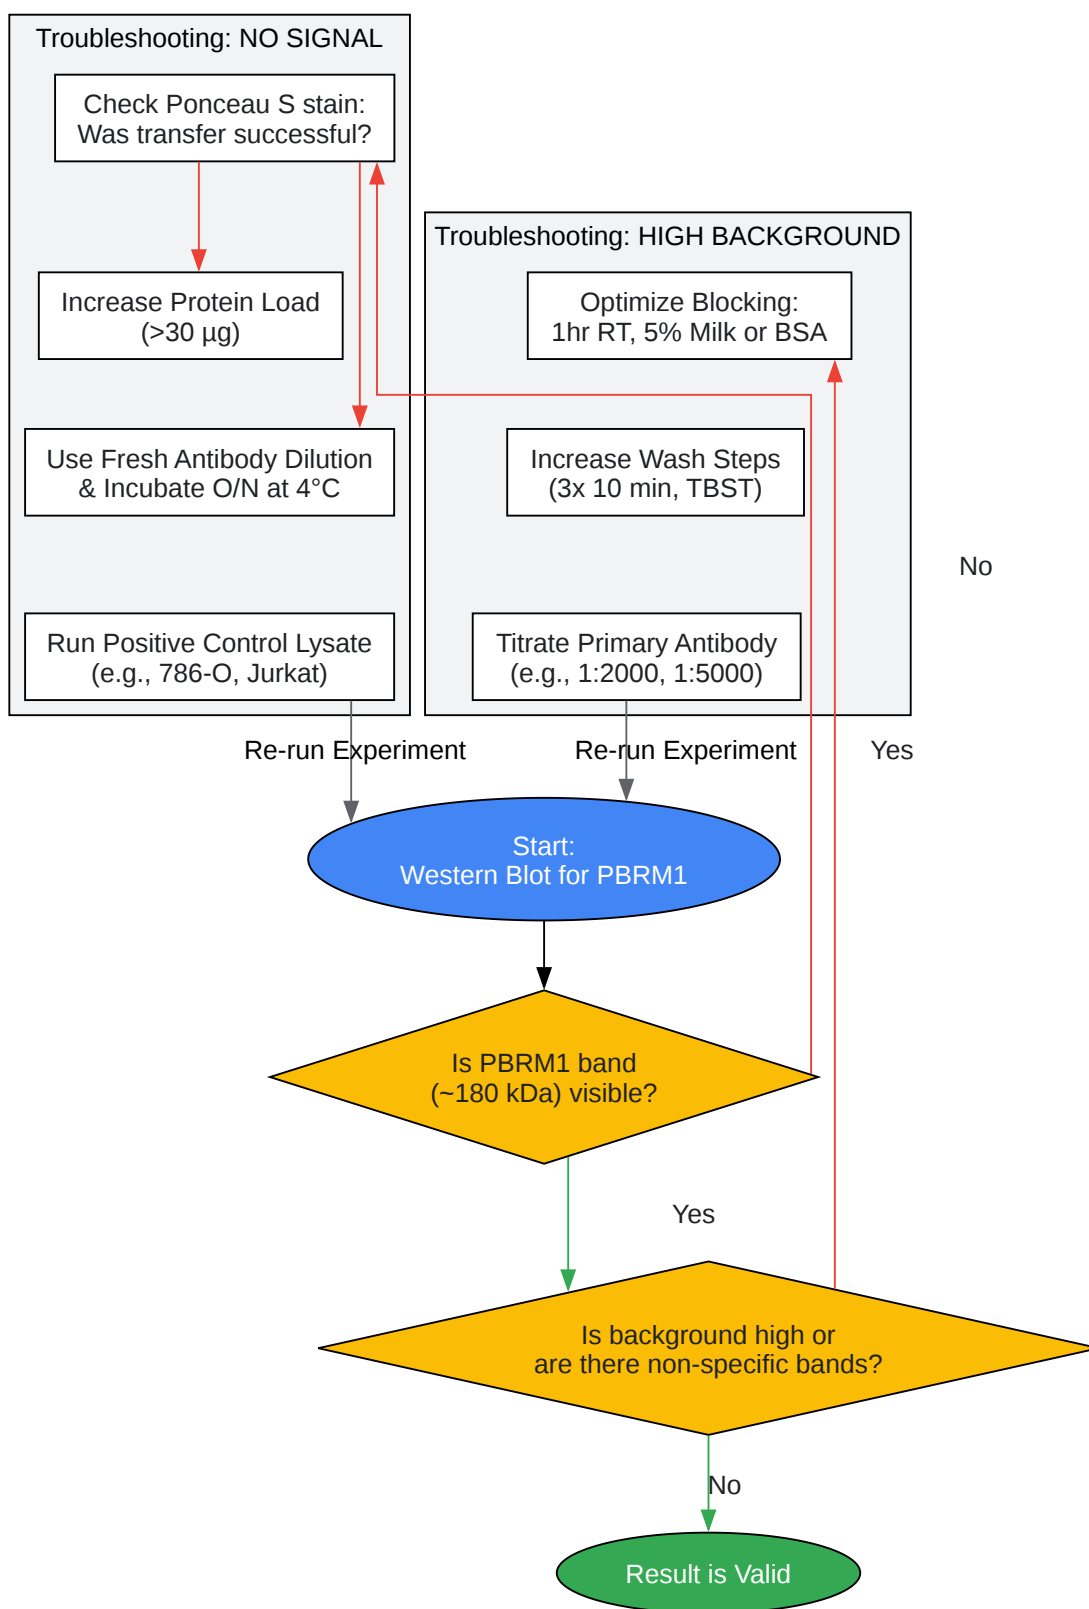 Troubleshooting: NO SIGNAL
Check Ponceau S stain:
Was transfer successful?
Increase Protein Load
(>30 µg)
Use Fresh Antibody Dilution
& Incubate O/N at 4°C
Run Positive Control Lysate
(e.g., 786-O, Jurkat)
Troubleshooting: HIGH BACKGROUND
Optimize Blocking:
1hr RT, 5% Milk or BSA
Increase Wash Steps
(3x 10 min, TBST)
Titrate Primary Antibody
(e.g., 1:2000, 1:5000)
No
Re-run Experiment
Re-run Experiment
Yes
Start:
Western Blot for PBRM1
Is PBRM1 band
(~180 kDa) visible?
Yes
Is background high or
are there non-specific bands?
No
Result is Valid